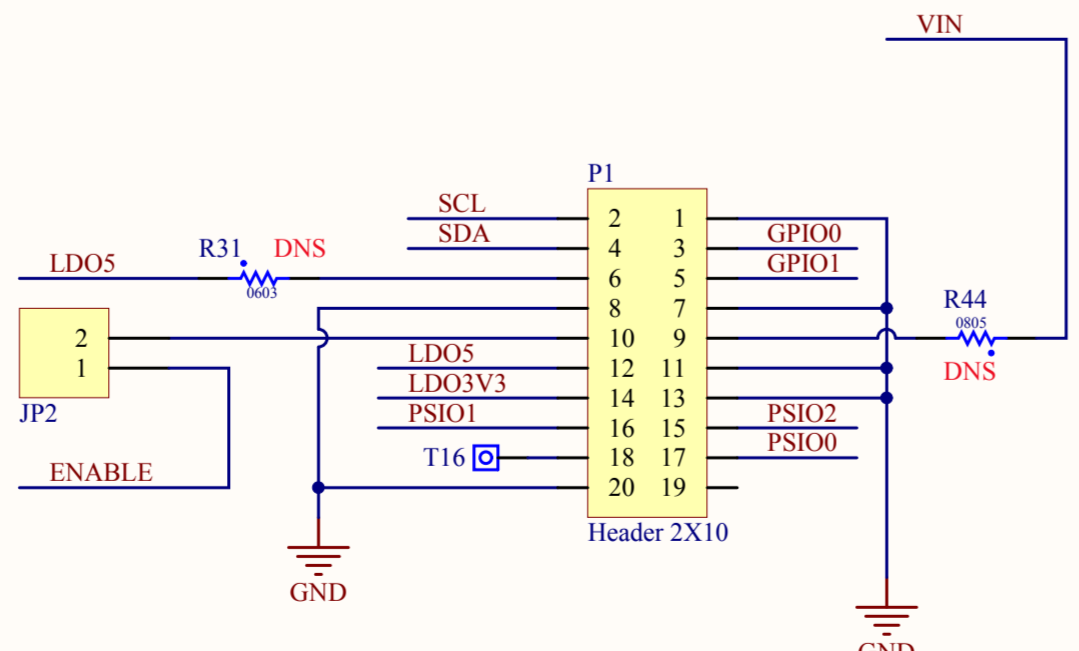 VIN
P1
SCL 2 1
SDA 4 3 GPIO0
LDO5 R31 DNS 0603 6 5 GPIO1
8 7
2 10 9 R44 0805 DNS
1 LDO5 12 11
JP2 LDO3V3 14 13
PSIO1 16 15 PSIO2
T16 18 17 PSIO0
ENABLE 20 19
Header 2X10
GND
GND